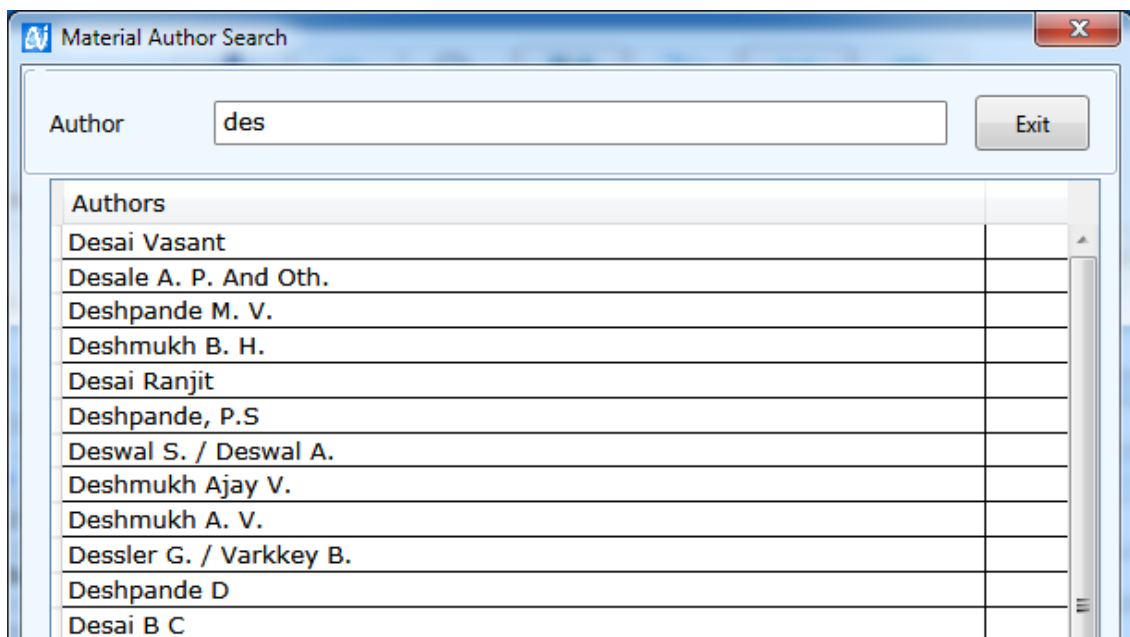 Material Author Search
Author des Exit
Authors
Desai Vasant
Desale A. P. And Oth.
Deshpande M. V.
Deshmukh B. H.
Desai Ranjit
Deshpande, P.S
Deswal S. / Deswal A.
Deshmukh Ajay V.
Deshmukh A. V.
Dessler G. / Varkkey B.
Deshpande D
Desai B C